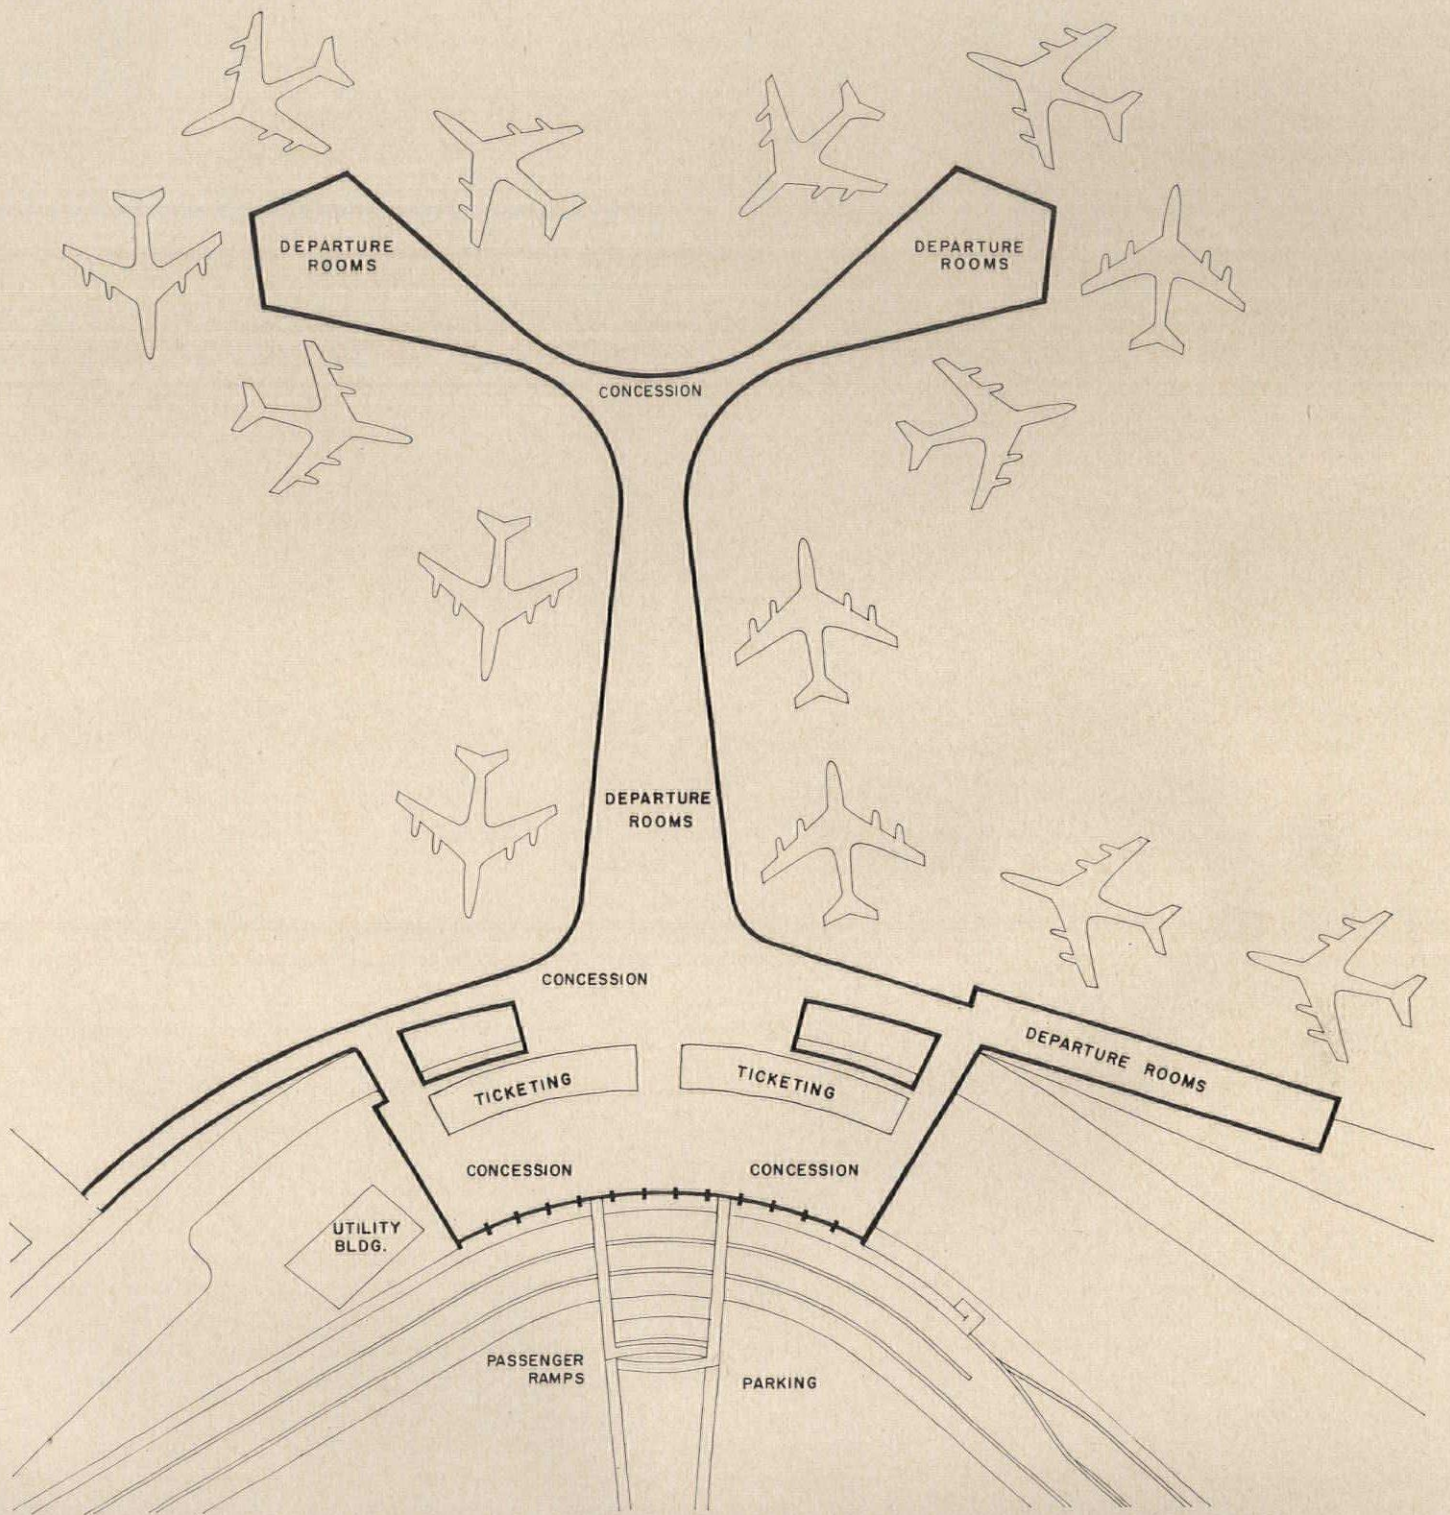 DEPARTURE
ROOMS
DEPARTURE
ROOMS
CONCESSION
DEPARTURE
ROOMS
CONCESSION
DEPARTURE ROOMS
TICKETING
TICKETING
CONCESSION
CONCESSION
UTILITY
BLDG.
PASSENGER
RAMPS
PARKING